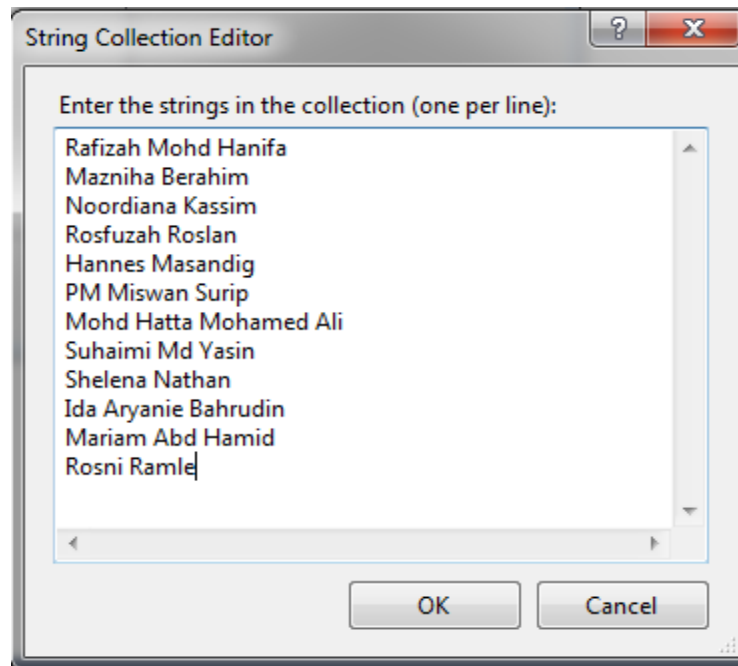 String Collection Editor
Enter the strings in the collection (one per line):
Rafizah Mohd Hanifa
Mazniha Berahim
Noordiana Kassim
Rosfuzah Roslan
Hannes Masandig
PM Miswan Surip
Mohd Hatta Mohamed Ali
Suhaimi Md Yasin
Shelena Nathan
Ida Aryanie Bahrudin
Mariam Abd Hamid
Rosni Ramle
OK Cancel